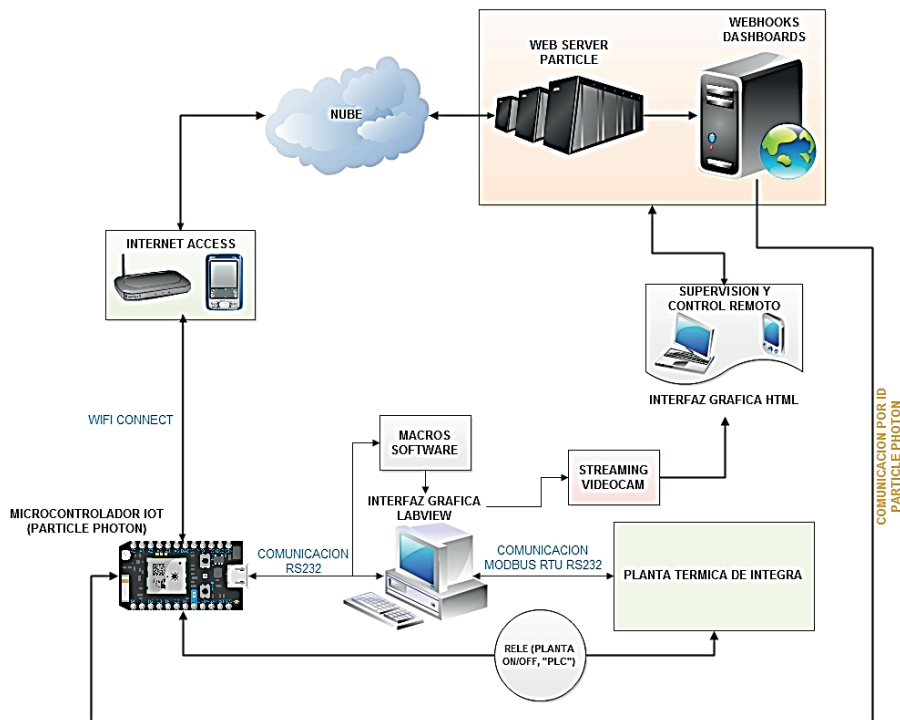 WEBHOOKS
DASHBOARDS
WEB SERVER
PARTICLE
NUBE
INTERNET ACCESS
SUPERVISION Y
CONTROL REMOTO
INTERFAZ GRAFICA HTML
WIFI CONNECT
MACROS
SOFTWARE
STREAMING
VIDEOCAM
INTERFAZ GRAFICA
LABVIEW
MICROCONTROLADOR IOT
(PARTICLE PHOTON)
COMUNICACION
RS232
COMUNICACION
MODBUS RTU RS232
PLANTA TERMICA DE INTEGRA
RELE (PLANTA
ON/OFF, "PLC")
COMUNICACION POR ID
PARTICLE PHOTON